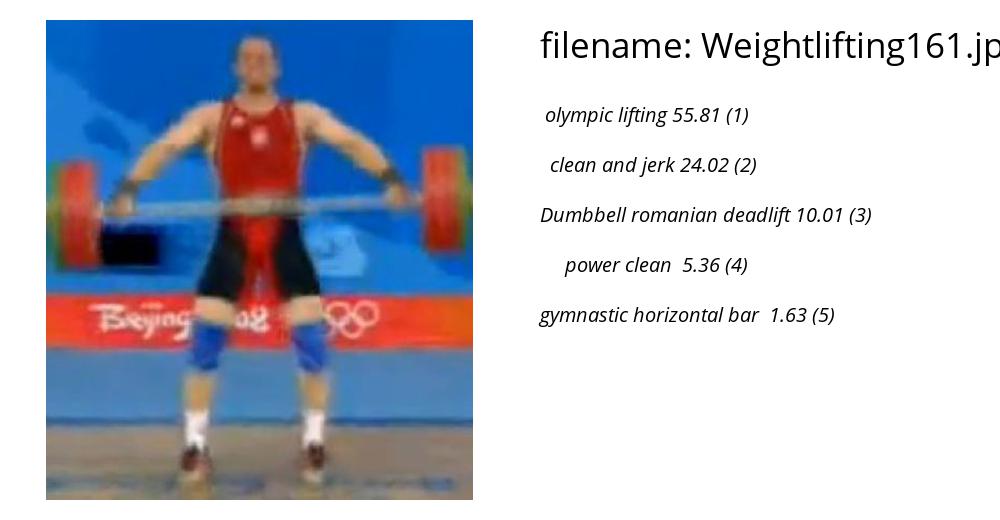 filename: Weightlifting161.jp
olympic lifting 55.81 (1)
clean and jerk 24.02 (2)
Dumbbell romanian deadlift 10.01 (3)
power clean 5.36 (4)
gymnastic horizontal bar 1.63 (5)
Beijing